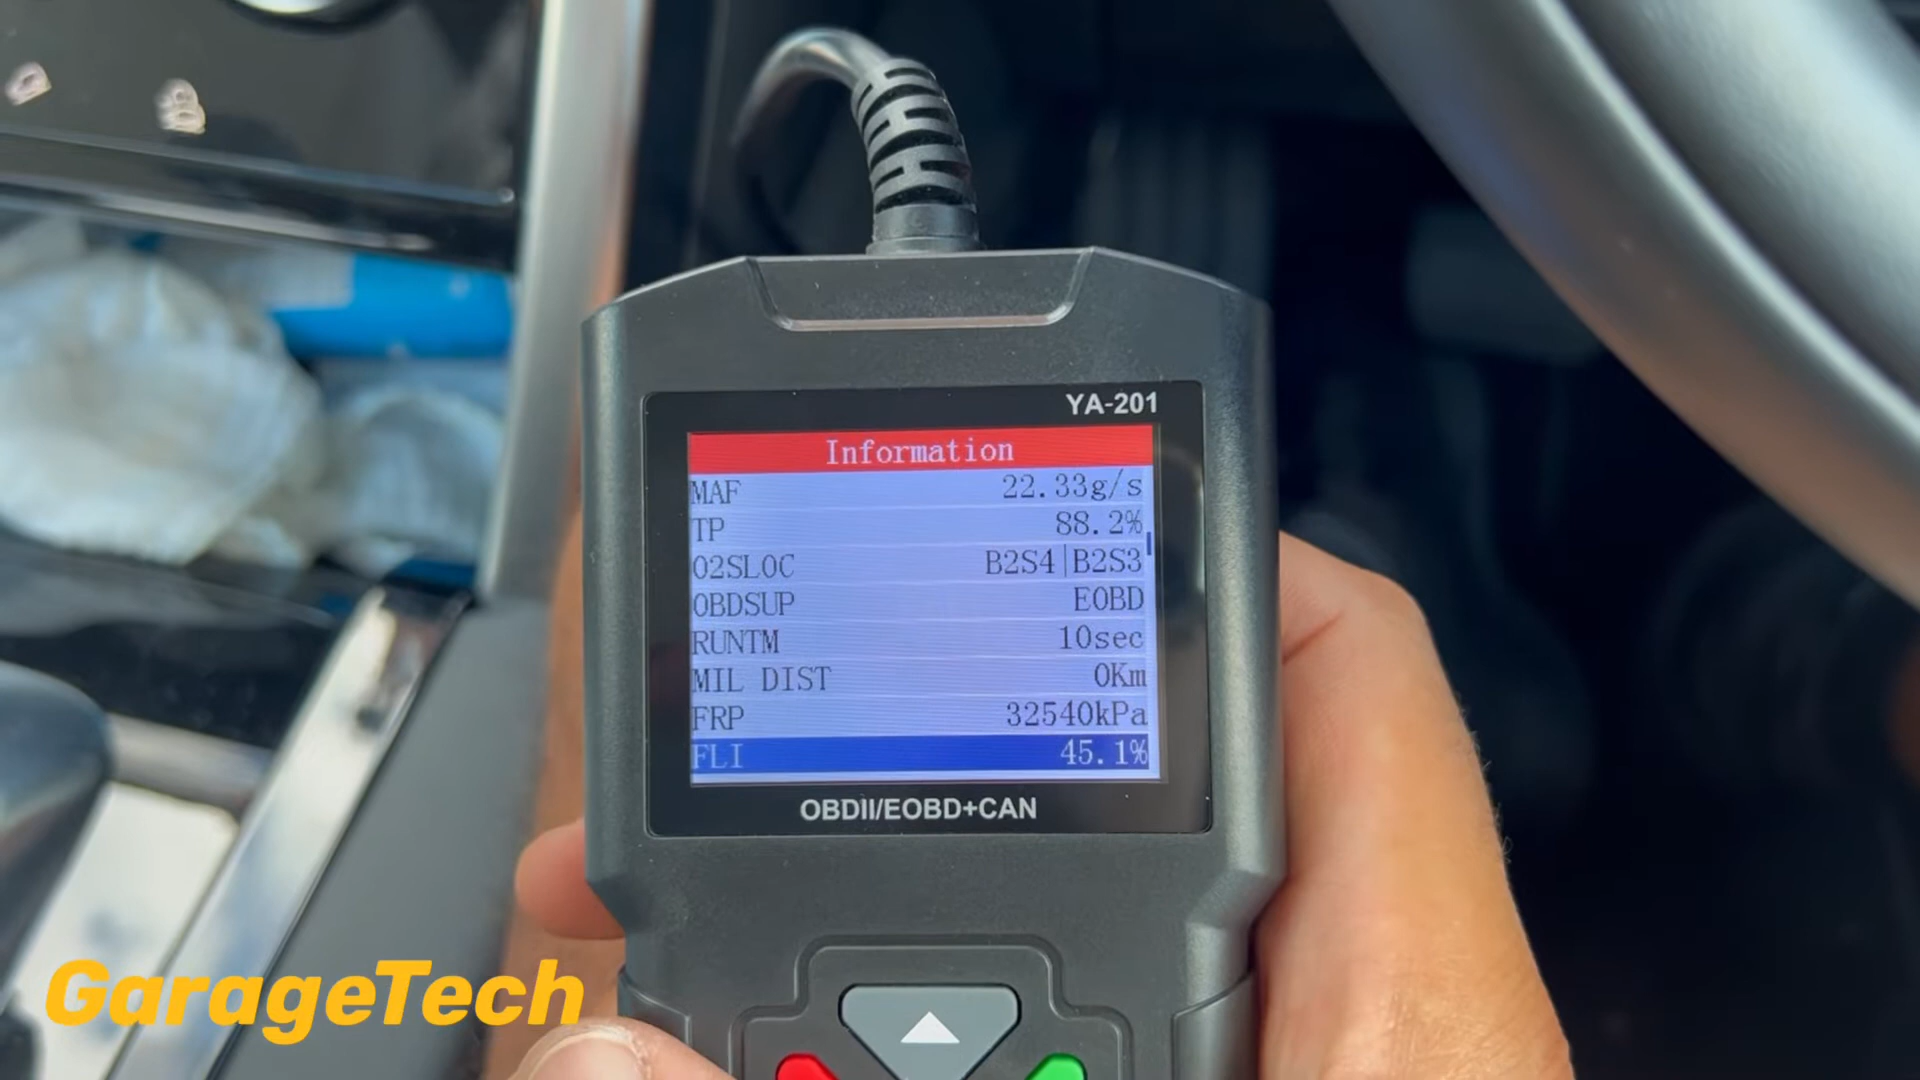 YA-201
Information
MAF 22.33g/s
TP 88.2%
O2SLOC B2S4|B2S3
OBDSUP EOBD
RUNTM 10sec
MIL DIST 0Km
FRP 32540kPa
FLI 45.1%
OBDII/EOBD+CAN
GarageTech